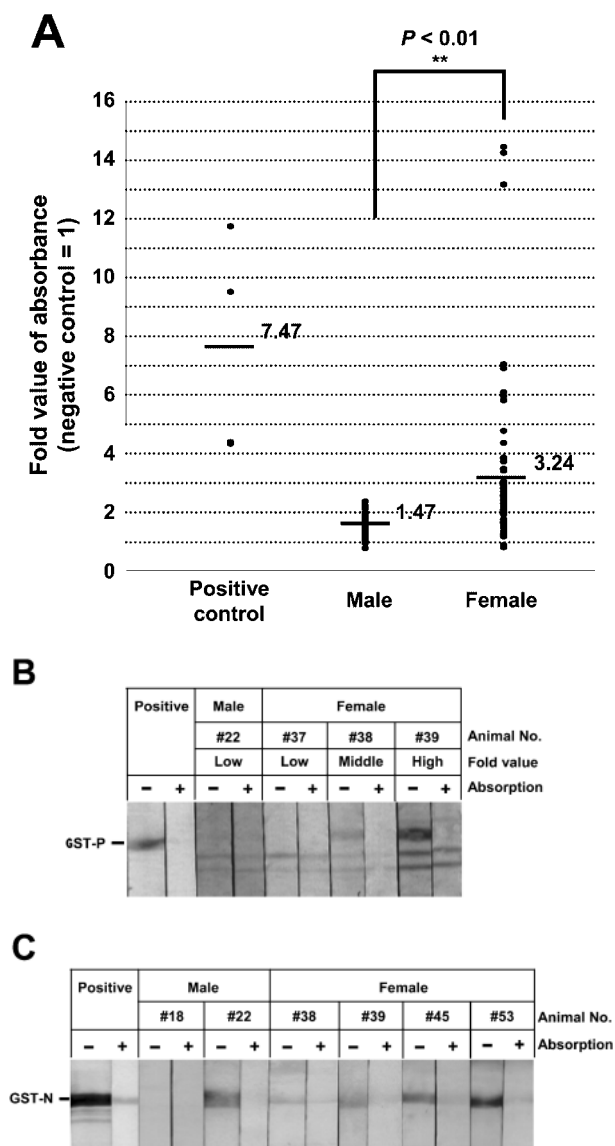 A
P < 0.01
**
16
14
12
10
8
6
4
2
0
Fold value of absorbance
(negative control = 1)
7.47
1.47
3.24
Positive
control
Male
Female
B
Positive Male Female
#22 #37 #38 #39 Animal No.
Low Low Middle High Fold value
− + − + − + − + − + Absorption
GST-P
C
Positive Male Female
#18 #22 #38 #39 #45 #53 Animal No.
− + − + − + − + − + − + − + Absorption
GST-N